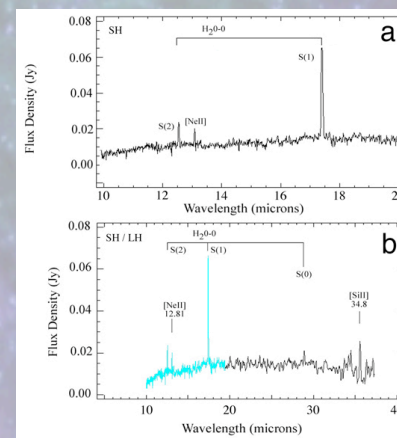 0.08
SH
H20-0
a
S(1)
0.06
0.04
S(2)
[NeII]
0.02
0.00
Flux Density (Jy)
10
12
14
16
18
Wavelength (microns)
0.08
SH / LH
H20-0
b
S(2)
S(1)
S(0)
0.06
[NeII]
12.81
[SiII]
34.8
0.04
0.02
0.00
Flux Density (Jy)
10
20
30
Wavelength (microns)